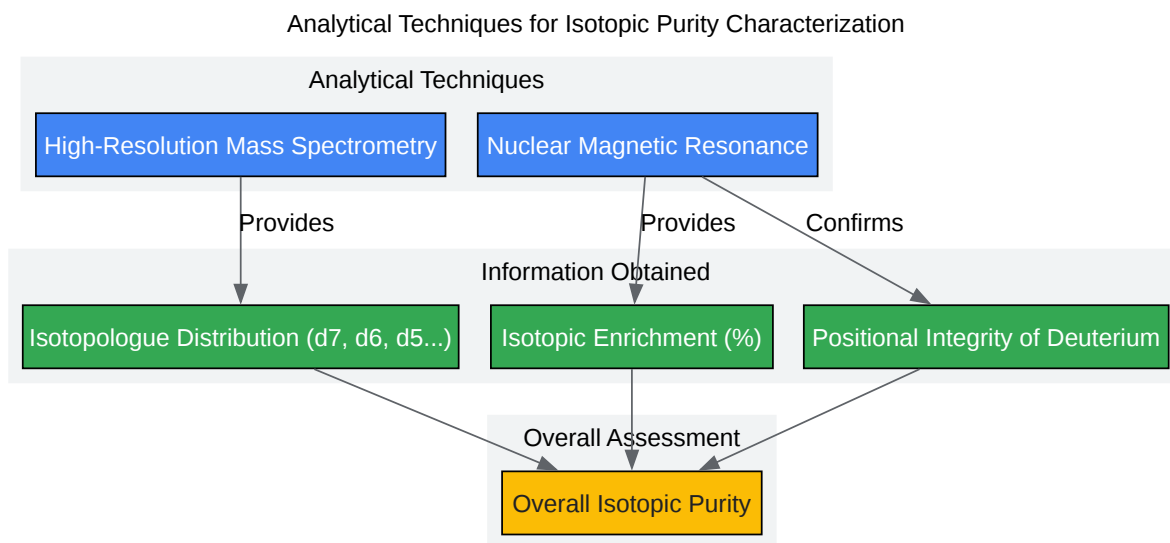 Analytical Techniques for Isotopic Purity Characterization
Analytical Techniques
High-Resolution Mass Spectrometry
Nuclear Magnetic Resonance
Provides
Provides
Confirms
Information Obtained
Isotopologue Distribution (d7, d6, d5...)
Isotopic Enrichment (%)
Positional Integrity of Deuterium
Overall Assessment
Overall Isotopic Purity